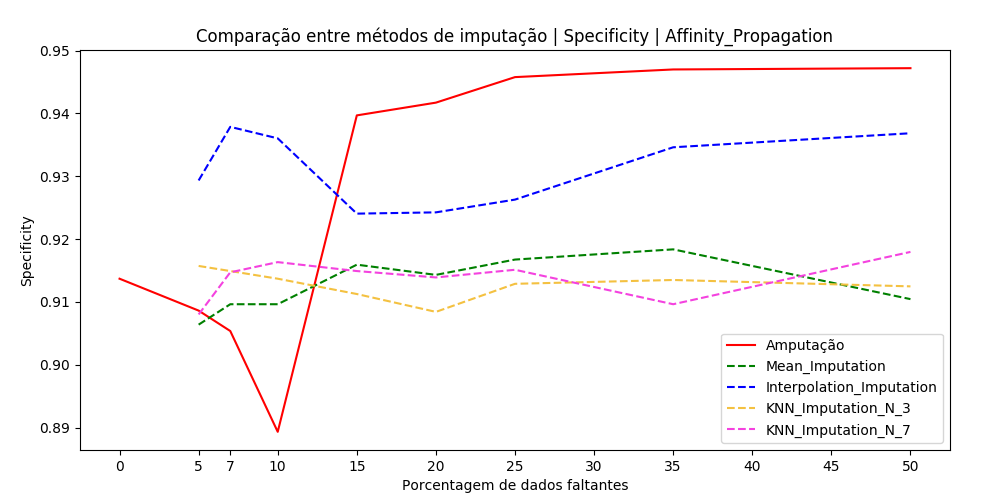 Comparação entre métodos de imputação | Specificity | Affinity_Propagation
0.95
0.94
0.93
0.92
0.91
0.90
0.89
Specificity
0 5 7 10 15 20 25 30 35 40 45 50
Porcentagem de dados faltantes
Amputação
Mean_Imputation
Interpolation_Imputation
KNN_Imputation_N_3
KNN_Imputation_N_7